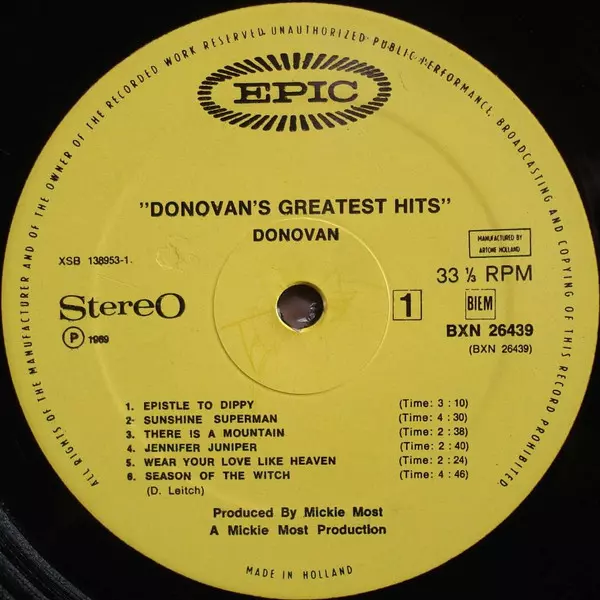 ALL RIGHTS OF THE MANUFACTURER AND OF THE OWNER OF THE RECORDED WORK RESERVED. UNAUTHORIZED PUBLIC PERFORMANCE, BROADCASTING AND COPYING OF THIS RECORD PROHIBITED.
EPIC
"DONOVAN'S GREATEST HITS"
DONOVAN
XSB 138953-1.
MANUFACTURED BY
ARTONE HOLLAND
33 ⅓ RPM
Stereo
1
BIEM
BXN 26439
℗ 1969
(BXN 26439)
1. EPISTLE TO DIPPY (Time: 3 : 10)
2- SUNSHINE SUPERMAN (Time: 4 : 30)
3. THERE IS A MOUNTAIN (Time: 2 : 38)
4. JENNIFER JUNIPER (Time: 2 : 40)
5. WEAR YOUR LOVE LIKE HEAVEN (Time: 2 : 24)
6. SEASON OF THE WITCH (Time: 4 : 46)
(D. Leitch)
Produced By Mickie Most
A Mickie Most Production
MADE IN HOLLAND